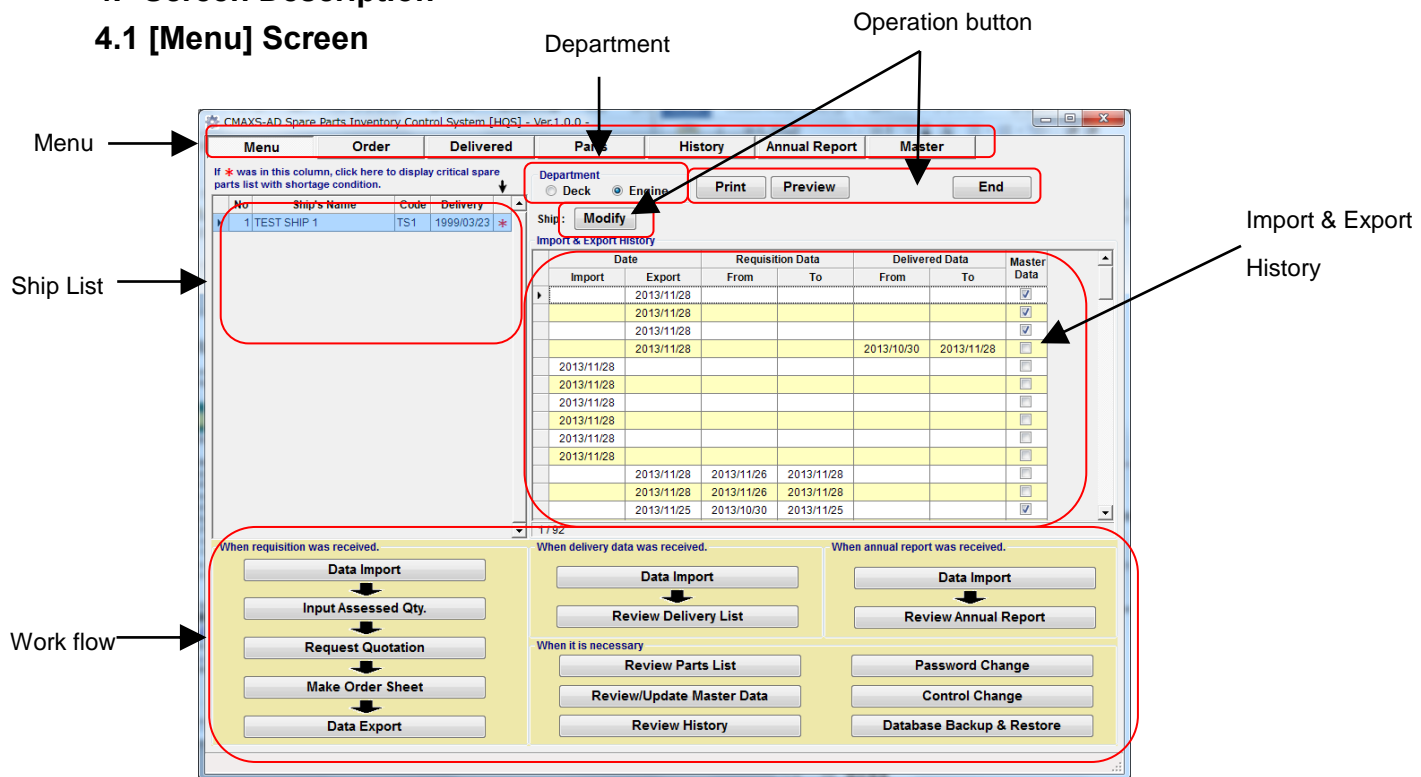 4. Screen Description
4.1 [Menu] Screen
Department
Operation button
Menu
Ship List
Work flow
Import & Export
History
CMAXS-AD Spare Parts Inventory Control System [HQS] - Ver.1.0.0 -
Menu Order Delivered Parts History Annual Report Master
If * was in this column, click here to display critical spare
parts list with shortage condition.
No Ship's Name Code Delivery
1 TEST SHIP 1 TS1 1999/03/23 *
Department
Deck Engine
Print Preview End
Ship : Modify
Import & Export History
Date Requisition Data Delivered Data Master
Import Export From To From To Data
2013/11/28
2013/11/28
2013/11/28
2013/11/28 2013/10/30 2013/11/28
2013/11/28
2013/11/28
2013/11/28
2013/11/28
2013/11/28
2013/11/28
2013/11/28 2013/11/26 2013/11/28
2013/11/28 2013/11/26 2013/11/28
2013/11/25 2013/10/30 2013/11/25
1 / 92
When requisition was received.
Data Import
Input Assessed Qty.
Request Quotation
Make Order Sheet
Data Export
When delivery data was received.
Data Import
Review Delivery List
When annual report was received.
Data Import
Review Annual Report
When it is necessary
Review Parts List Password Change
Review/Update Master Data Control Change
Review History Database Backup & Restore